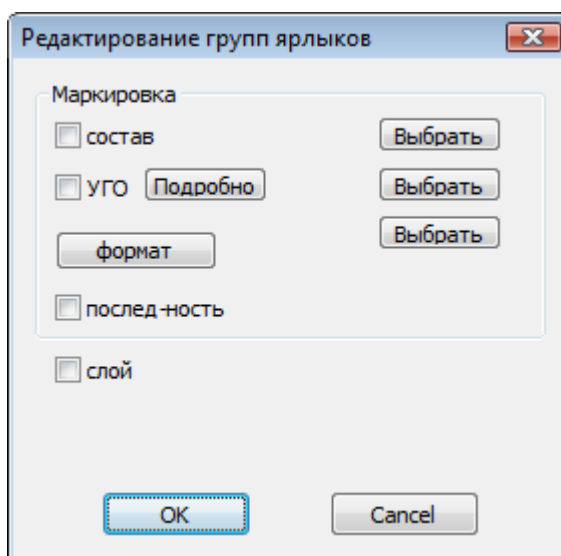 Редактирование групп ярлыков
Маркировка
состав Выбрать
УГО Подробно Выбрать
Выбрать
формат
послед-ность
слой
OK Cancel